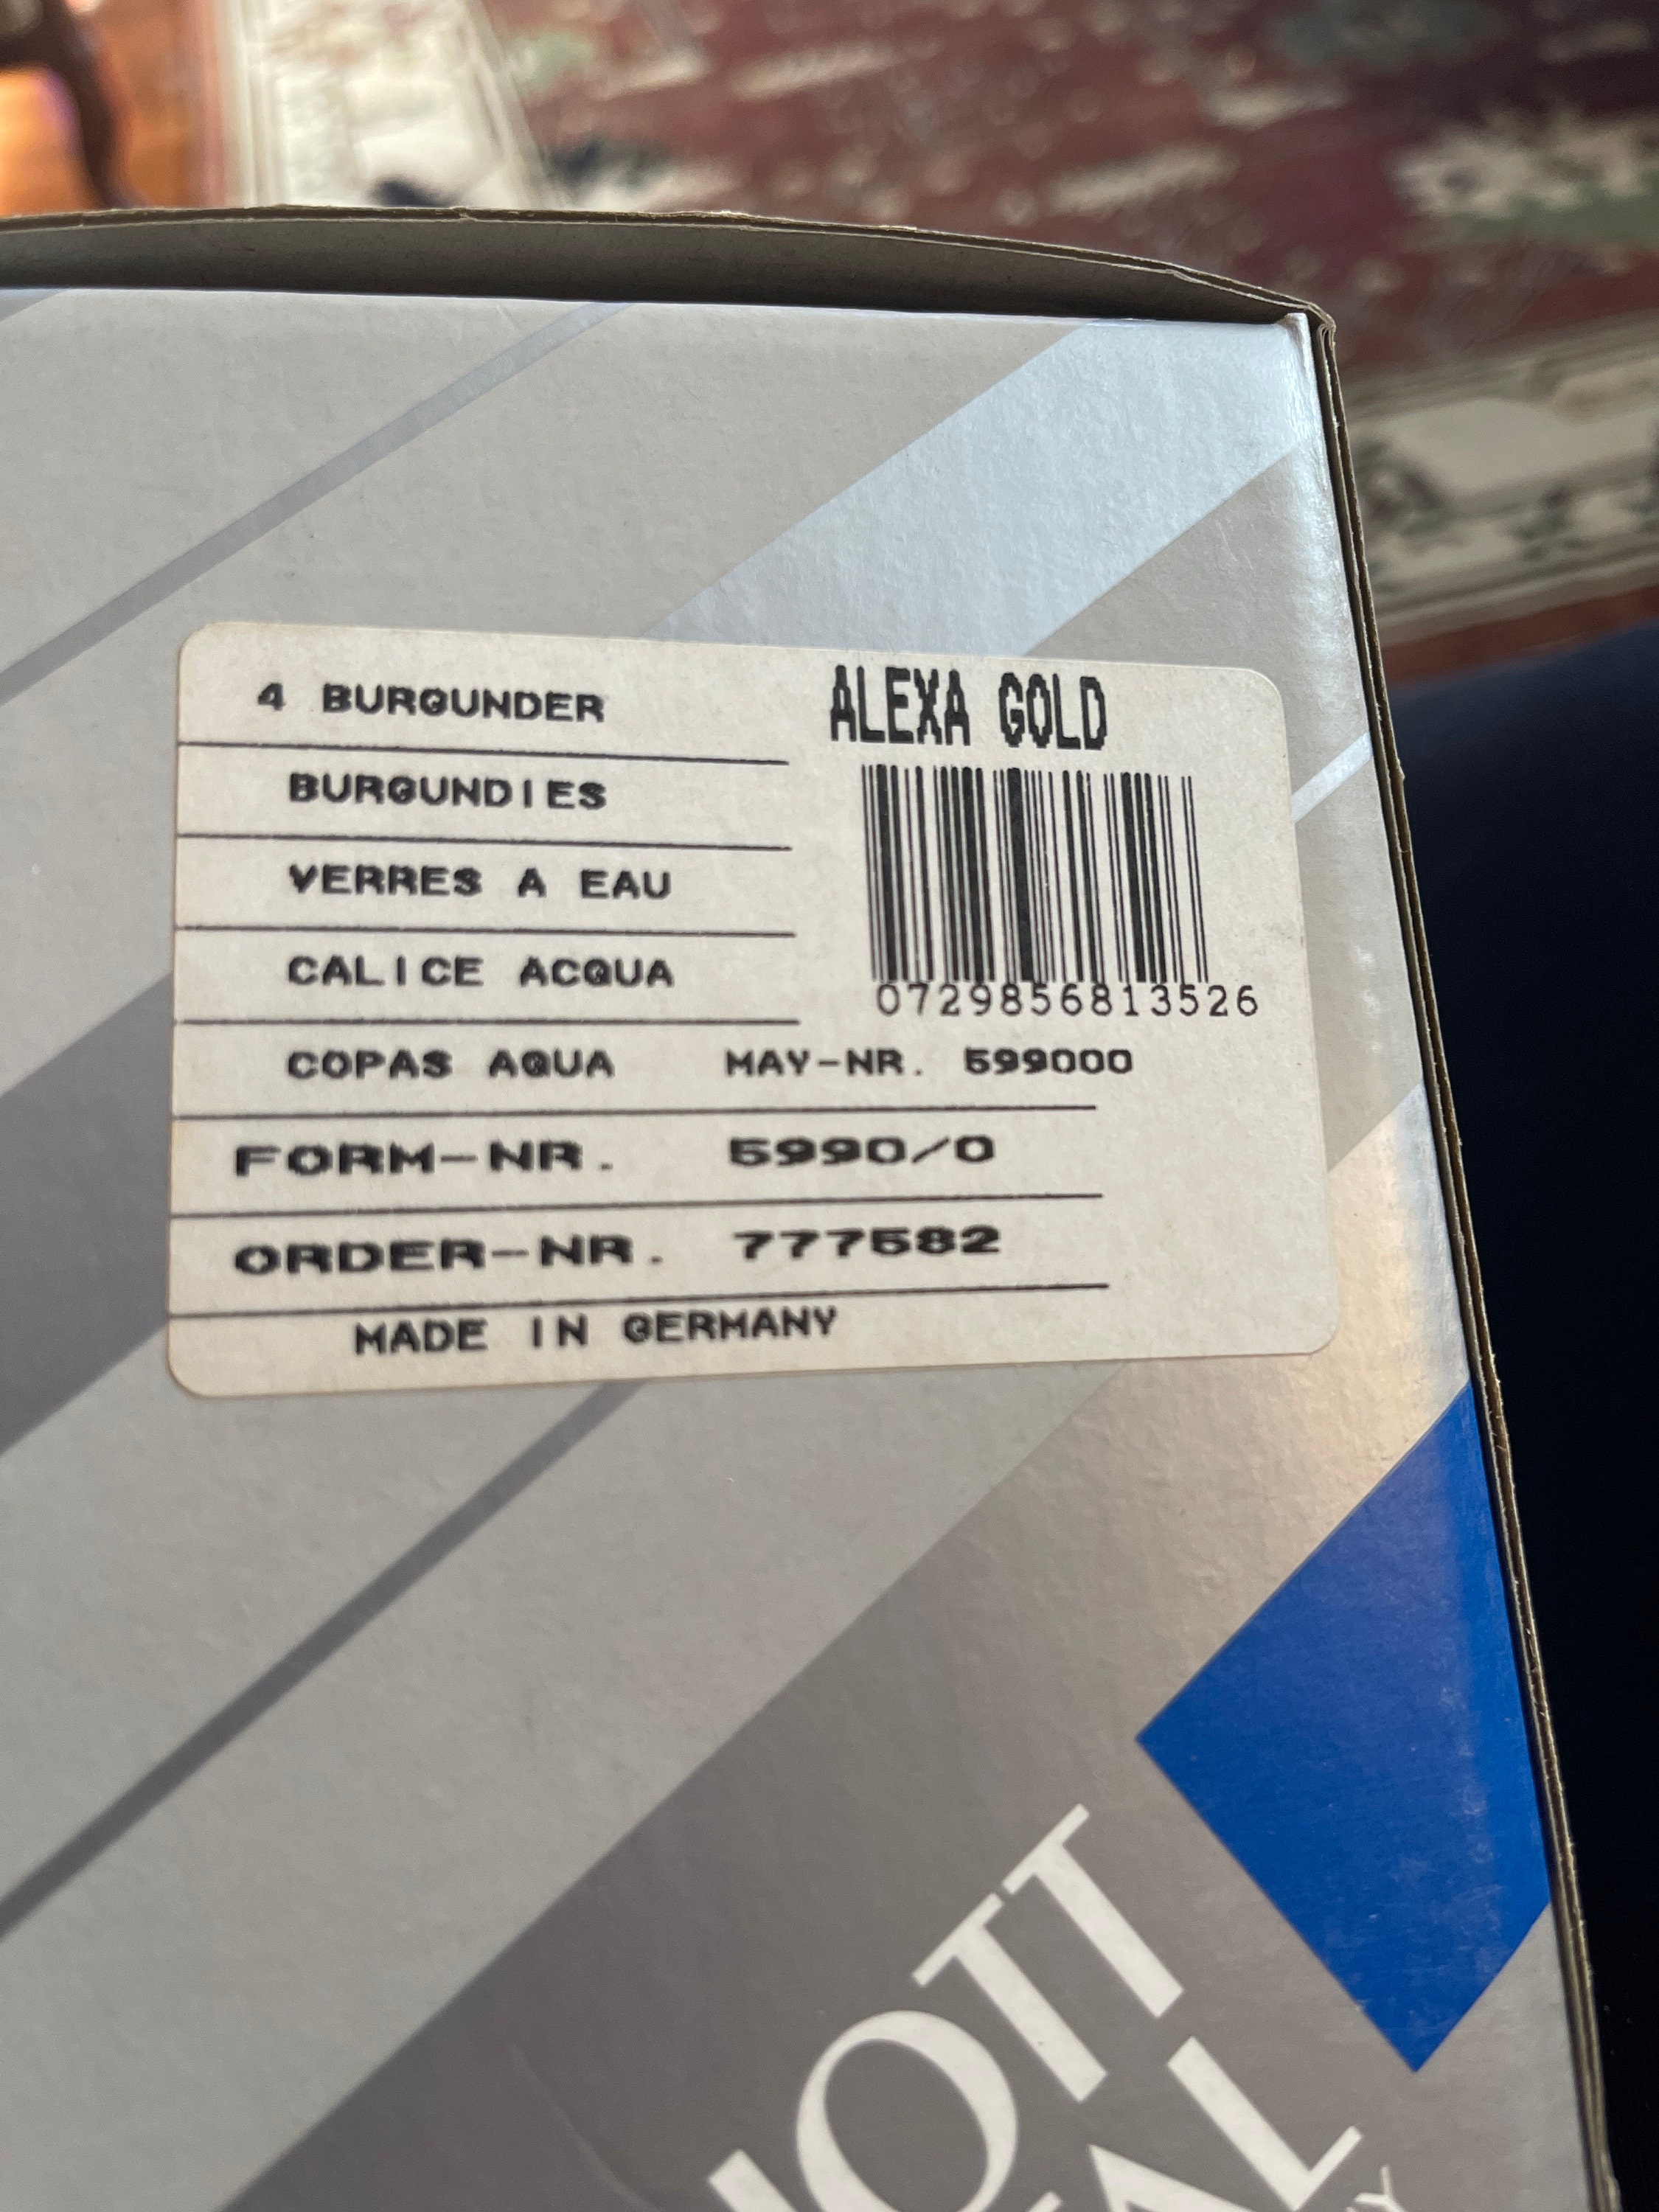 4 BURGUNDER
ALEXA GOLD
BURGUNDIES
VERRES A EAU
CALICE ACQUA
0729856813526
COPAS AQUA MAY-NR. 599000
FORM-NR. 5990/0
ORDER-NR. 777582
MADE IN GERMANY